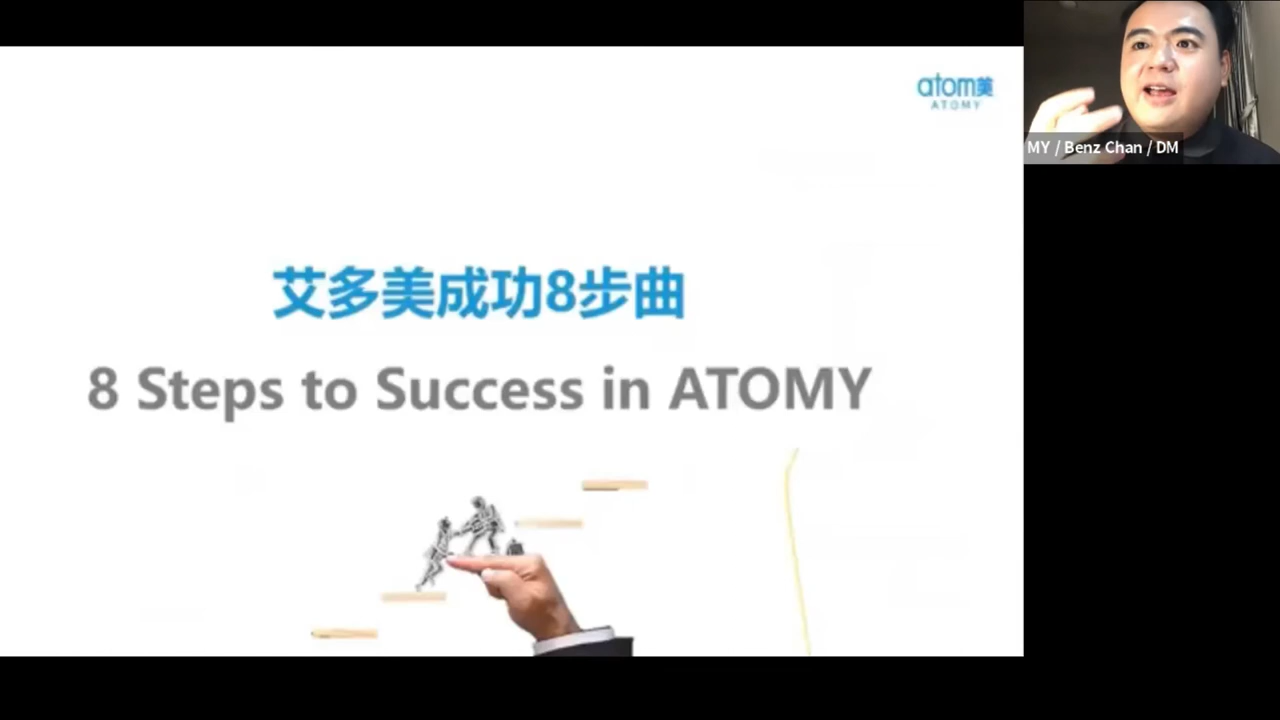 atom美
ATOMY
MY / Benz Chan / DM
艾多美成功8步曲
8 Steps to Success in ATOMY